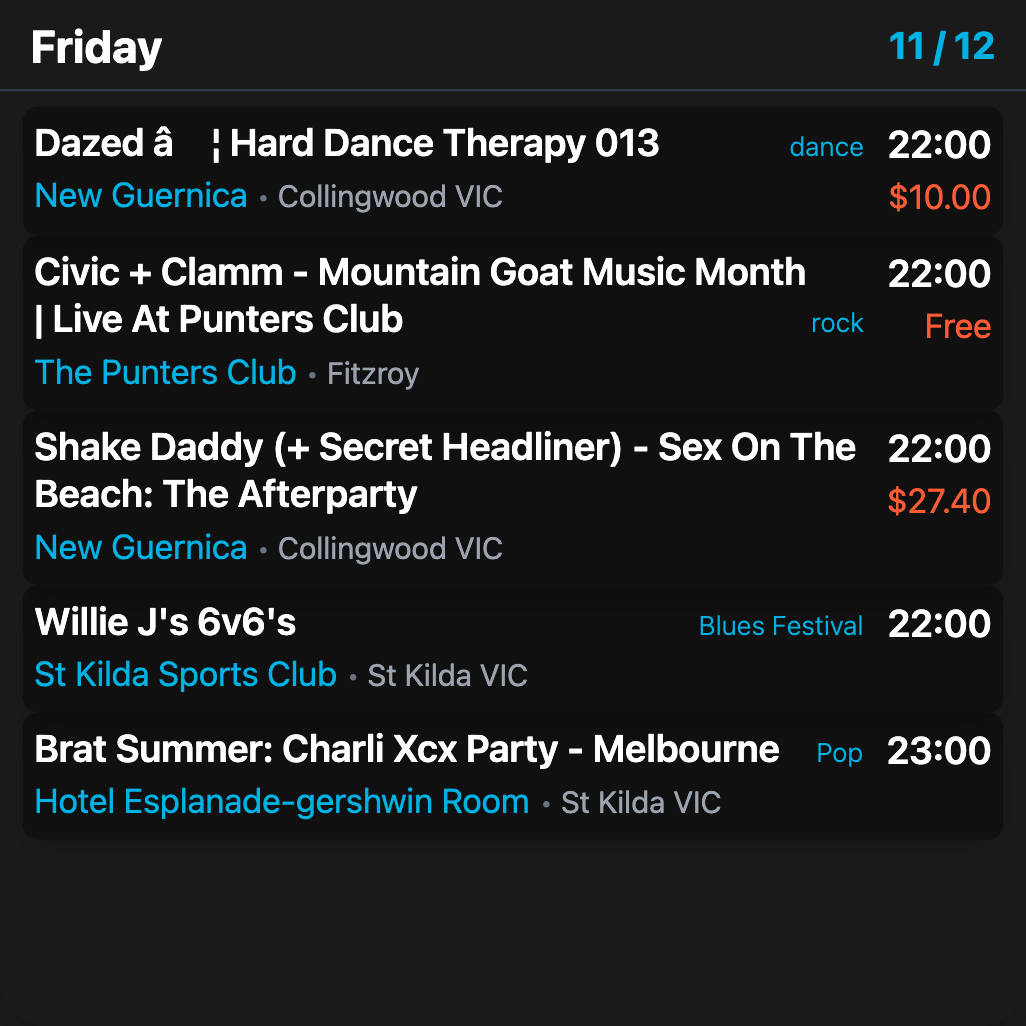 Friday 11 / 12
Dazed â ¦ Hard Dance Therapy 013 dance 22:00
New Guernica • Collingwood VIC $10.00
Civic + Clamm - Mountain Goat Music Month 22:00
| Live At Punters Club rock Free
The Punters Club • Fitzroy
Shake Daddy (+ Secret Headliner) - Sex On The 22:00
Beach: The Afterparty $27.40
New Guernica • Collingwood VIC
Willie J's 6v6's Blues Festival 22:00
St Kilda Sports Club • St Kilda VIC
Brat Summer: Charli Xcx Party - Melbourne Pop 23:00
Hotel Esplanade-gershwin Room • St Kilda VIC